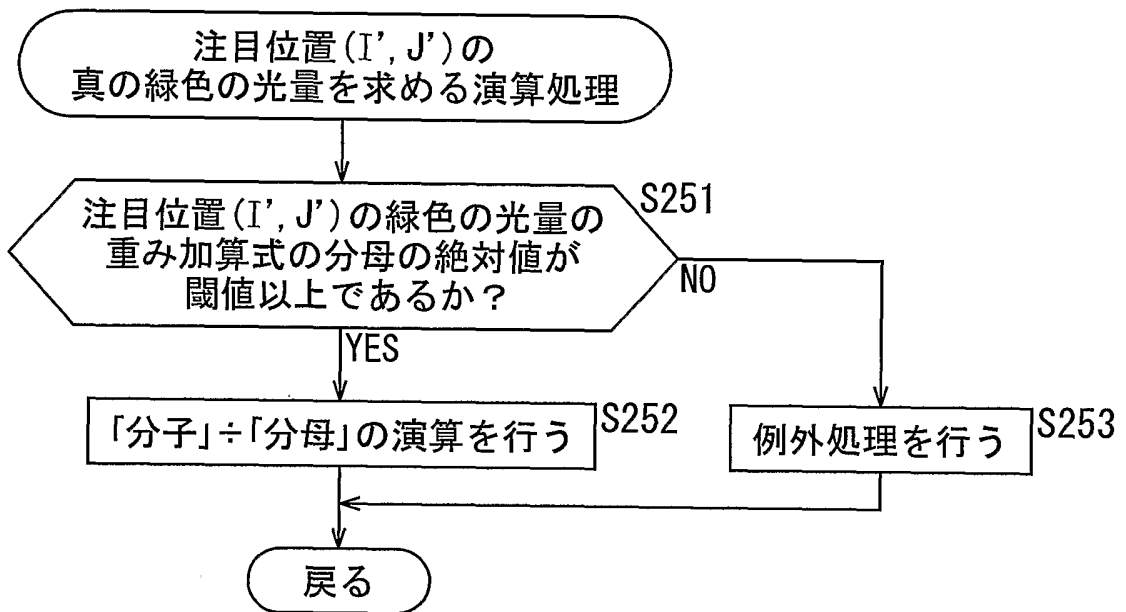 注目位置(I',J')の
真の緑色の光量を求める演算処理
S251
注目位置(I',J')の緑色の光量の
重み加算式の分母の絶対値が
閾値以上であるか？
NO
YES
「分子」÷「分母」の演算を行う
S252
例外処理を行う
S253
戻る